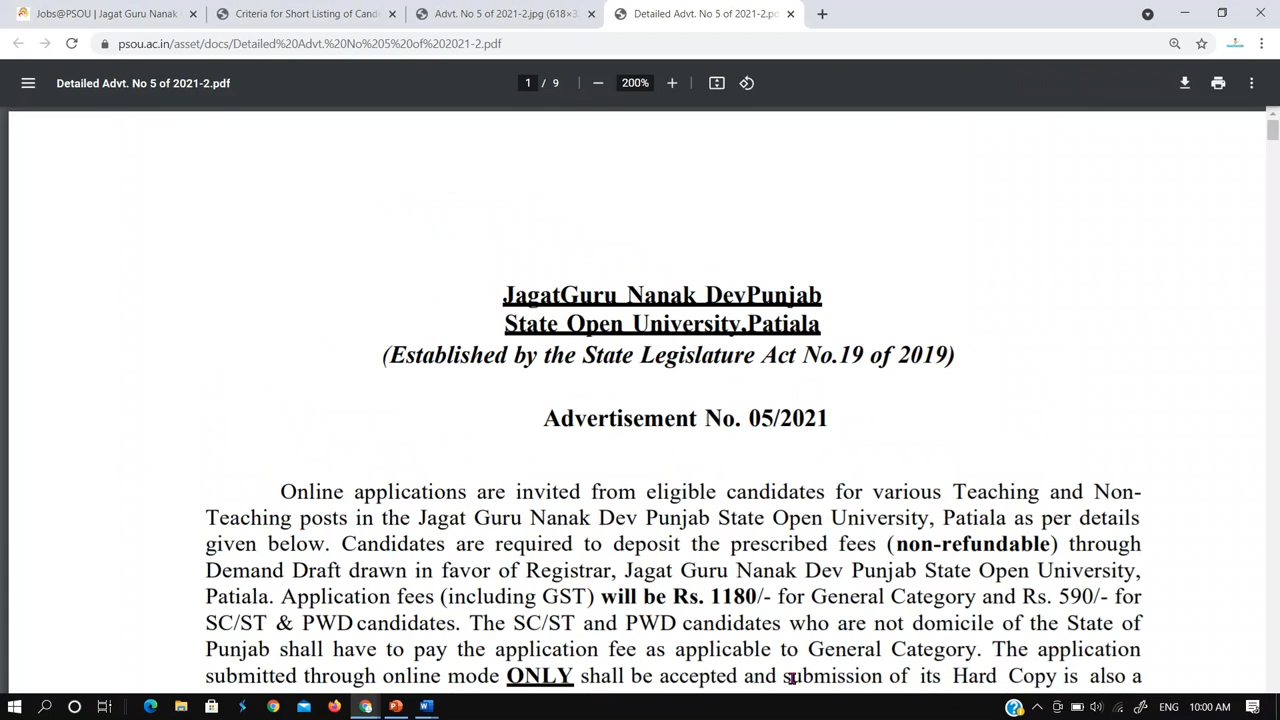 Jobs@PSOU | Jagat Guru Nanak
Criteria for Short Listing of Cand
Advt. No 5 of 2021-2.jpg (618×3
Detailed Advt. No 5 of 2021-2.po
psou.ac.in/asset/docs/Detailed%20Advt.%20No%205%20of%202021-2.pdf
Detailed Advt. No 5 of 2021-2.pdf
1 / 9
200%
JagatGuru Nanak DevPunjab
State Open University,Patiala
(Established by the State Legislature Act No.19 of 2019)
Advertisement No. 05/2021
Online applications are invited from eligible candidates for various Teaching and Non-
Teaching posts in the Jagat Guru Nanak Dev Punjab State Open University, Patiala as per details
given below. Candidates are required to deposit the prescribed fees (non-refundable) through
Demand Draft drawn in favor of Registrar, Jagat Guru Nanak Dev Punjab State Open University,
Patiala. Application fees (including GST) will be Rs. 1180/- for General Category and Rs. 590/- for
SC/ST & PWD candidates. The SC/ST and PWD candidates who are not domicile of the State of
Punjab shall have to pay the application fee as applicable to General Category. The application
submitted through online mode ONLY shall be accepted and submission of its Hard Copy is also a
ENG
10:00 AM